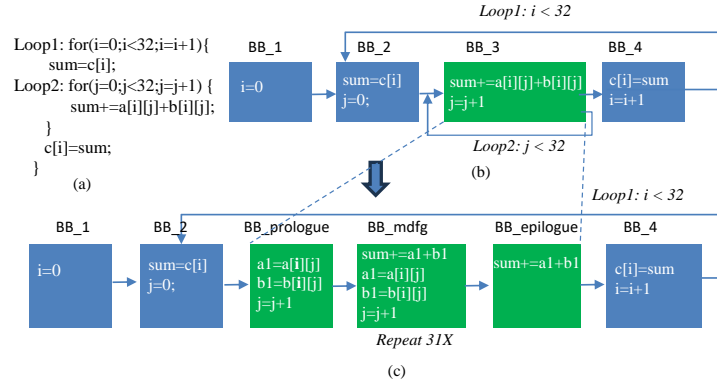 Loop1: for(i=0;i<32;i=i+1){
sum=c[i];
Loop2: for(j=0;j<32;j=j+1) {
sum+=a[i][j]+b[i][j];
}
c[i]=sum;
}
(a)
Loop1: i < 32
BB_1
BB_2
BB_3
BB_4
i=0
sum=c[i]
j=0;
sum+=a[i][j]+b[i][j]
j=j+1
c[i]=sum
i=i+1
Loop2: j < 32
(b)
Loop1: i < 32
BB_1
BB_2
BB_prologue
BB_mdfg
BB_epilogue
BB_4
i=0
sum=c[i]
j=0;
a1=a[i][j]
b1=b[i][j]
j=j+1
sum+=a1+b1
a1=a[i][j]
b1=b[i][j]
j=j+1
sum+=a1+b1
c[i]=sum
i=i+1
Repeat 31X
(c)